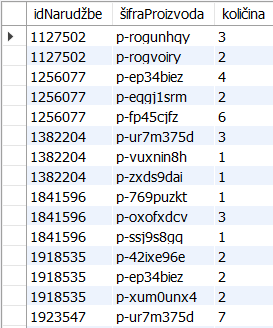 idNarudžbe šifraProizvoda količina
1127502 p-rogunhqy 3
1127502 p-rogvoiry 2
1256077 p-ep34biez 4
1256077 p-eqgj1srm 2
1256077 p-fp45cjfz 6
1382204 p-ur7m375d 3
1382204 p-vuxnin8h 1
1382204 p-zxds9dai 1
1841596 p-769puzkt 1
1841596 p-oxofxdcv 3
1841596 p-ssj9s8gq 1
1918535 p-42ixe96e 2
1918535 p-ep34biez 2
1918535 p-xum0unx4 2
1923547 p-ur7m375d 7